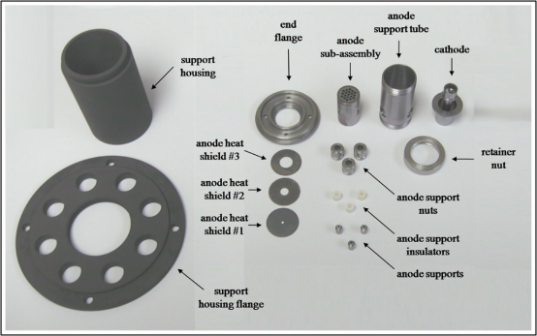 support
housing
end
flange
anode
sub-assembly
anode
support tube
cathode
anode heat
shield #3
anode heat
shield #2
anode heat
shield #1
retainer
nut
anode support
nuts
anode support
insulators
anode supports
support
housing flange